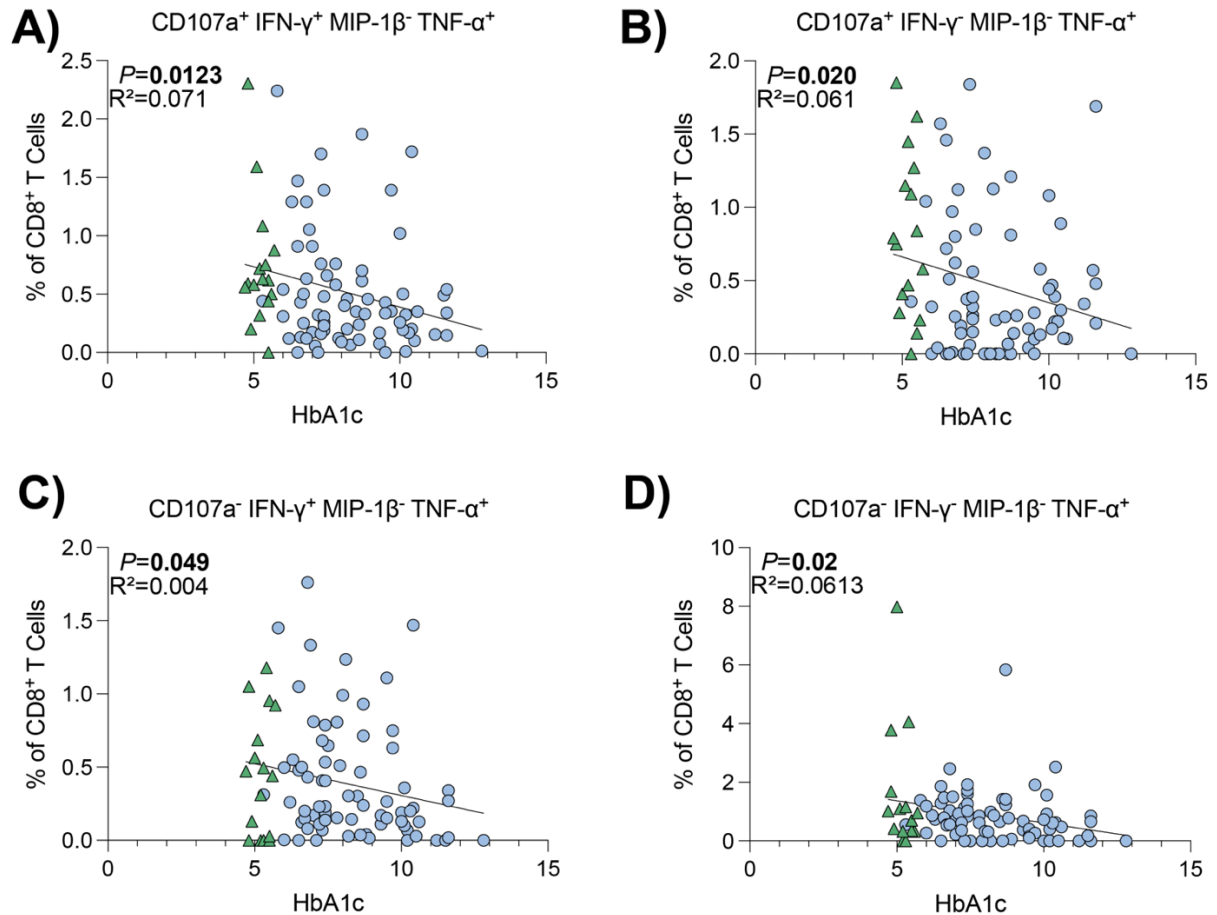 A)
CD107a⁺ IFN-γ⁺ MIP-1β⁻ TNF-α⁺
P=0.0123
R²=0.071
% of CD8⁺ T Cells
2.5
2.0
1.5
1.0
0.5
0.0
0 5 10 15
HbA1c
B)
CD107a⁺ IFN-γ⁻ MIP-1β⁻ TNF-α⁺
P=0.020
R²=0.061
% of CD8⁺ T Cells
2.0
1.5
1.0
0.5
0.0
0 5 10 15
HbA1c
C)
CD107a⁻ IFN-γ⁺ MIP-1β⁻ TNF-α⁺
P=0.049
R²=0.004
% of CD8⁺ T Cells
2.0
1.5
1.0
0.5
0.0
0 5 10 15
HbA1c
D)
CD107a⁻ IFN-γ⁻ MIP-1β⁻ TNF-α⁺
P=0.02
R²=0.0613
% of CD8⁺ T Cells
10
8
6
4
2
0
0 5 10 15
HbA1c